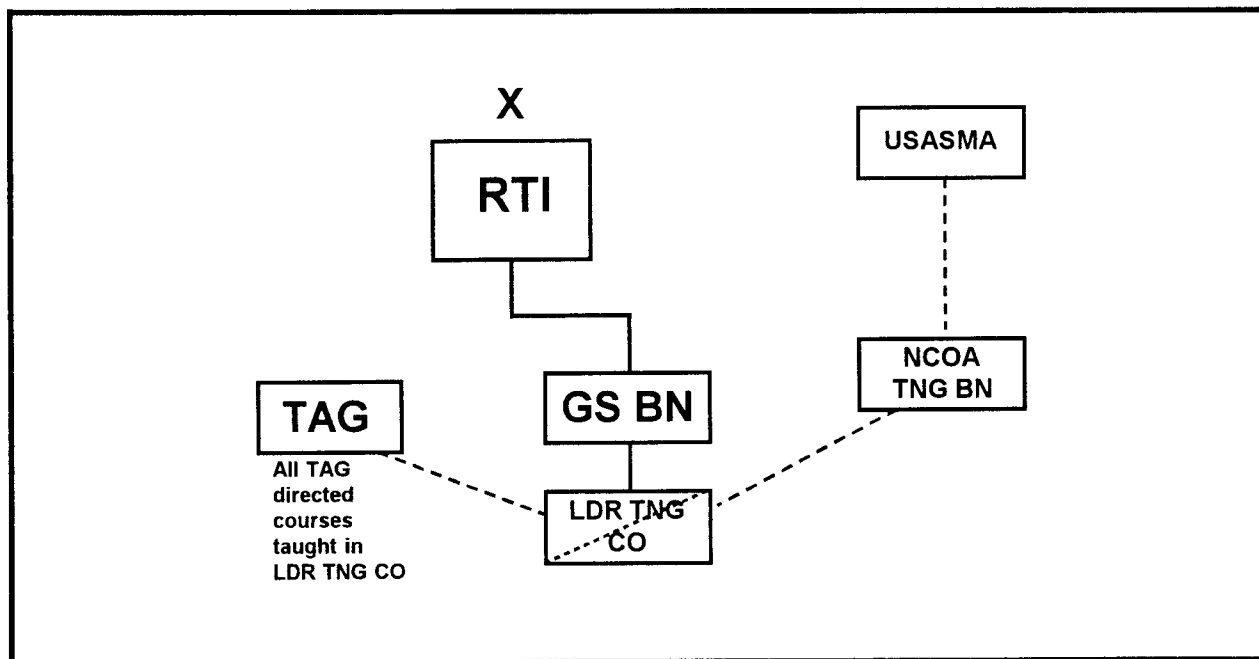 X
RTI
USASMA
NCOA
TNG BN
TAG
GS BN
All TAG
directed
courses
taught in
LDR TNG CO
LDR TNG
CO